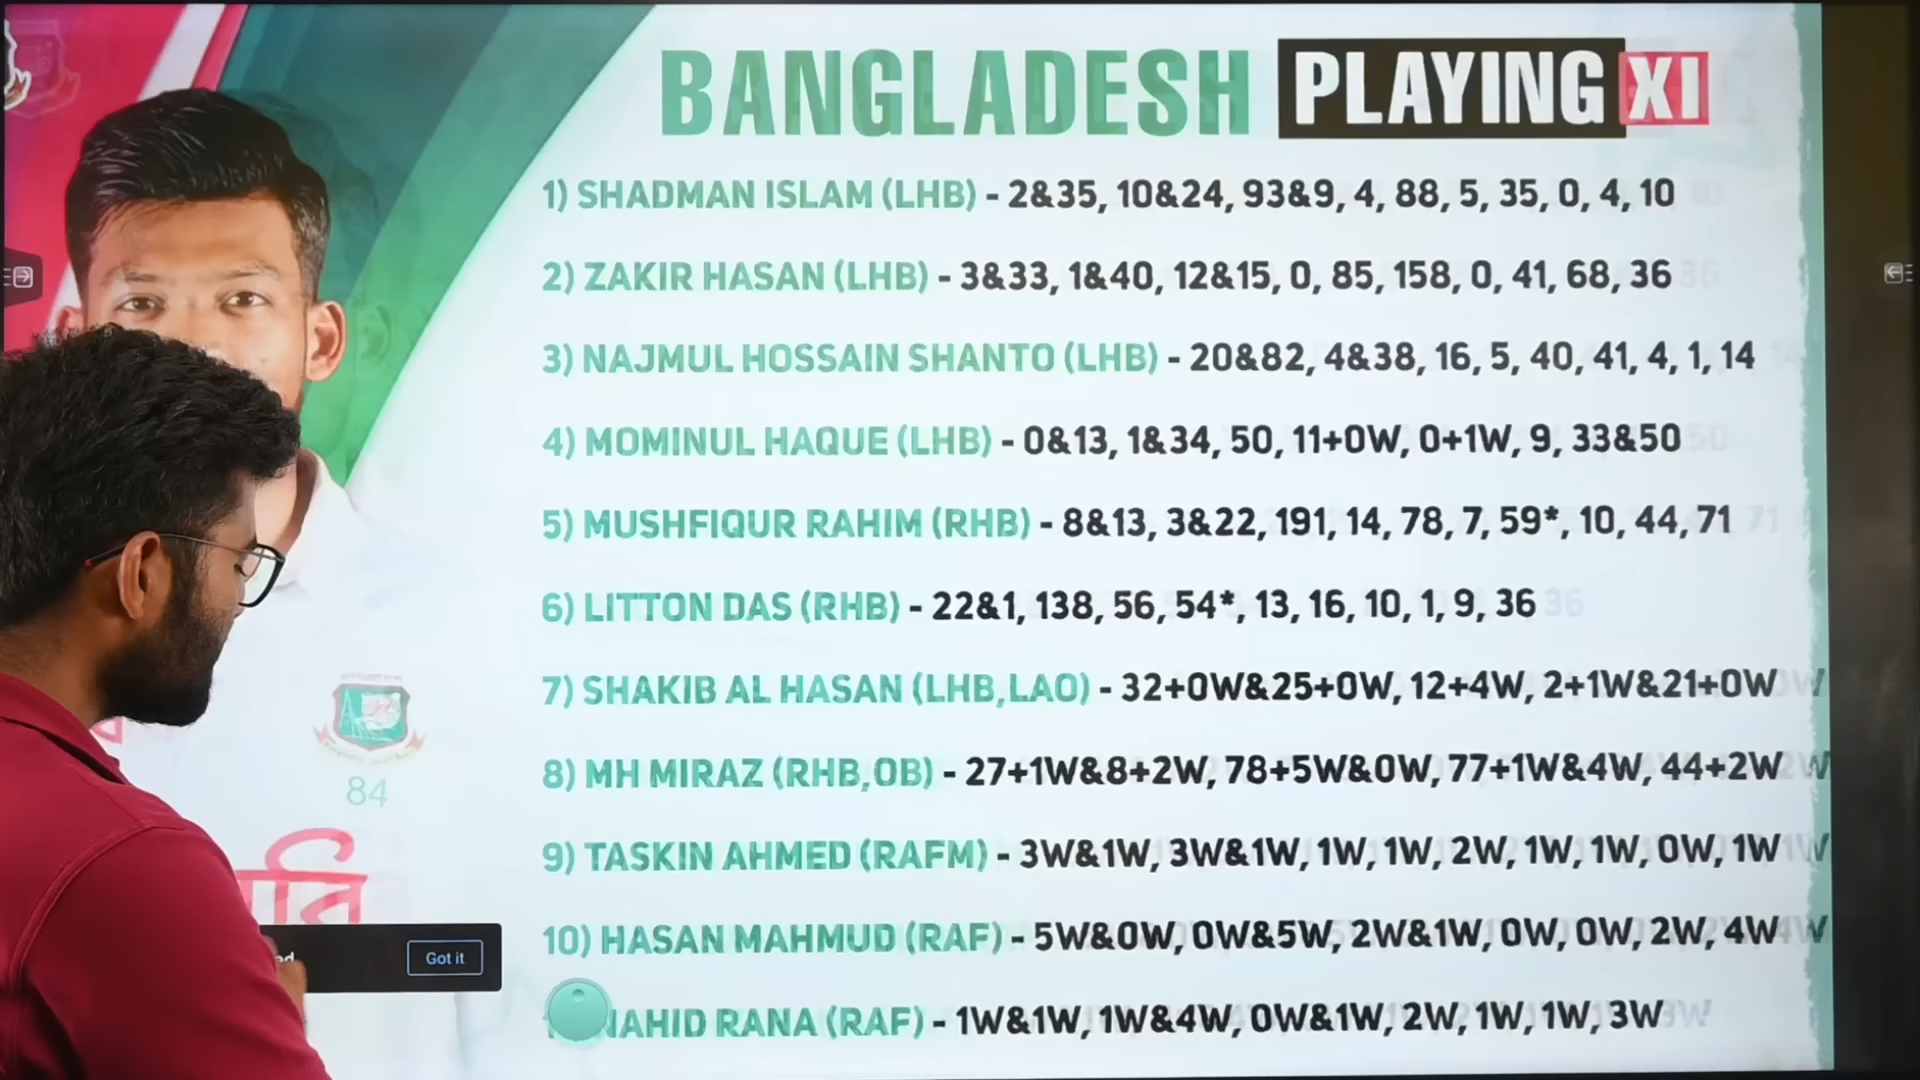 BANGLADESH PLAYING XI
1) SHADMAN ISLAM (LHB) - 2&35, 10&24, 93&9, 4, 88, 5, 35, 0, 4, 10
2) ZAKIR HASAN (LHB) - 3&33, 1&40, 12&15, 0, 85, 158, 0, 41, 68, 36
3) NAJMUL HOSSAIN SHANTO (LHB) - 20&82, 4&38, 16, 5, 40, 41, 4, 1, 14
4) MOMINUL HAQUE (LHB) - 0&13, 1&34, 50, 11+0W, 0+1W, 9, 33&50
5) MUSHFIQUR RAHIM (RHB) - 8&13, 3&22, 191, 14, 78, 7, 59*, 10, 44, 71
6) LITTON DAS (RHB) - 22&1, 138, 56, 54*, 13, 16, 10, 1, 9, 36
7) SHAKIB AL HASAN (LHB,LAO) - 32+0W&25+0W, 12+4W, 2+1W&21+0W
8) MH MIRAZ (RHB,OB) - 27+1W&8+2W, 78+5W&0W, 77+1W&4W, 44+2W
84
9) TASKIN AHMED (RAFM) - 3W&1W, 3W&1W, 1W, 1W, 2W, 1W, 1W, 0W, 1W
10) HASAN MAHMUD (RAF) - 5W&0W, 0W&5W, 2W&1W, 0W, 0W, 2W, 4W
Got it
RANA (RAF) - 1W&1W, 1W&4W, 0W&1W, 2W, 1W, 1W, 3W